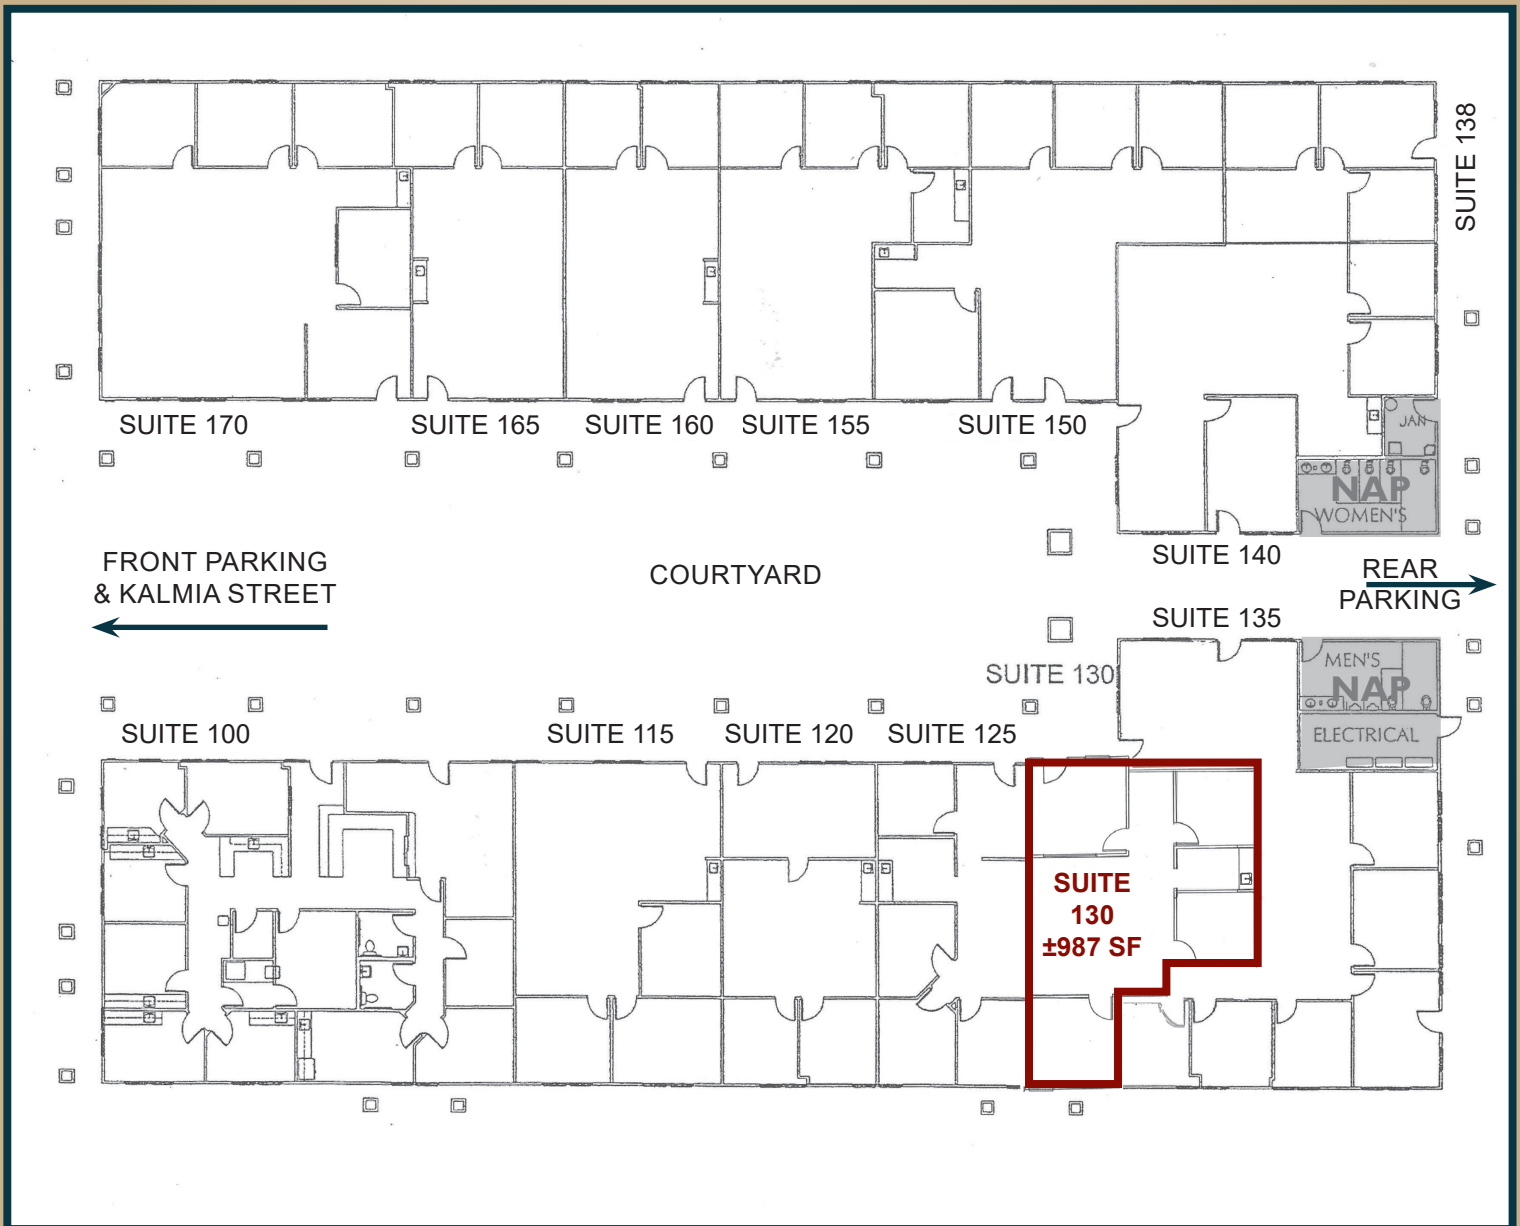 SUITE 138
SUITE 170
SUITE 165
SUITE 160
SUITE 155
SUITE 150
JAN
NAP
WOMEN'S
FRONT PARKING
& KALMIA STREET
COURTYARD
SUITE 140
REAR
PARKING
SUITE 135
SUITE 130
MEN'S
NAP
ELECTRICAL
SUITE 100
SUITE 115
SUITE 120
SUITE 125
SUITE
130
±987 SF